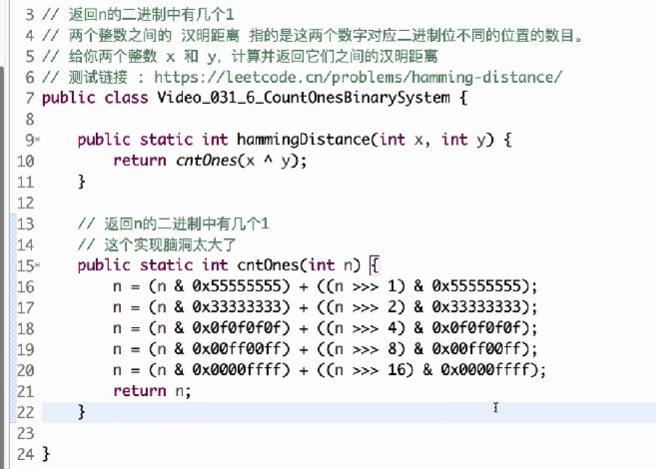 3 // 返回n的二进制中有几个1
4 // 两个整数之间的 汉明距离 指的是这两个数字对应二进制位不同的位置的数目。
5 // 给你两个整数 x 和 y，计算并返回它们之间的汉明距离
6 // 测试链接 : https://leetcode.cn/problems/hamming-distance/
7 public class Video_031_6_CountOnesBinarySystem {
8
9 public static int hammingDistance(int x, int y) {
10 return cntOnes(x ^ y);
11 }
12
13 // 返回n的二进制中有几个1
14 // 这个实现脑洞太大了
15 public static int cntOnes(int n) {
16 n = (n & 0x55555555) + ((n >>> 1) & 0x55555555);
17 n = (n & 0x33333333) + ((n >>> 2) & 0x33333333);
18 n = (n & 0x0f0f0f0f) + ((n >>> 4) & 0x0f0f0f0f);
19 n = (n & 0x00ff00ff) + ((n >>> 8) & 0x00ff00ff);
20 n = (n & 0x0000ffff) + ((n >>> 16) & 0x0000ffff);
21 return n;
22 }
23
24 }